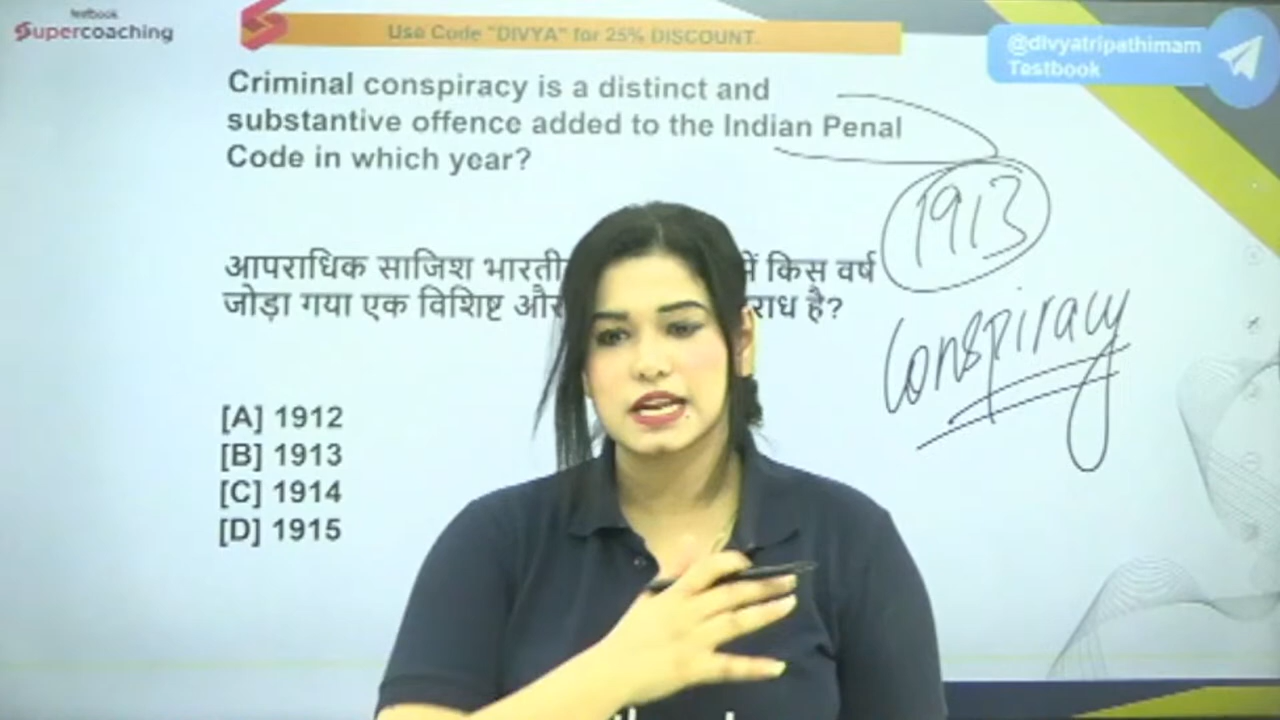 testbook
Supercoaching
Use Code "DIVYA" for 25% DISCOUNT.
@divyatripathimam
Testbook
Criminal conspiracy is a distinct and
substantive offence added to the Indian Penal
Code in which year?
1913
Conspiracy
आपराधिक साजिश किस वर्ष
जोड़ा गया एक विशिष्ट और है?
[A] 1912
[B] 1913
[C] 1914
[D] 1915